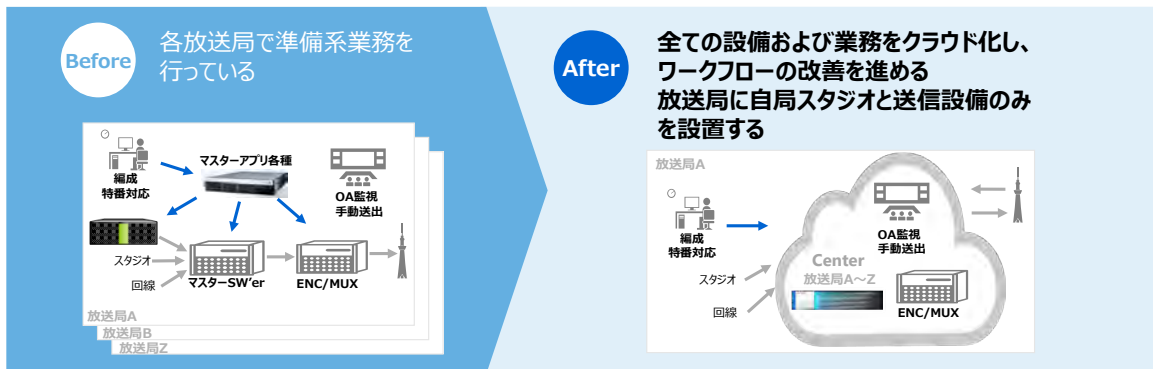 Before
各放送局で準備系業務を
行っている
マスターアプリ各種
編成
特番対応
OA監視
手動送出
スタジオ
回線
マスターSW'er
ENC/MUX
放送局A
放送局B
放送局Z
After
全ての設備および業務をクラウド化し、
ワークフローの改善を進める
放送局に自局スタジオと送信設備のみ
を設置する
放送局A
編成
特番対応
OA監視
手動送出
スタジオ
回線
Center
放送局A~Z
ENC/MUX